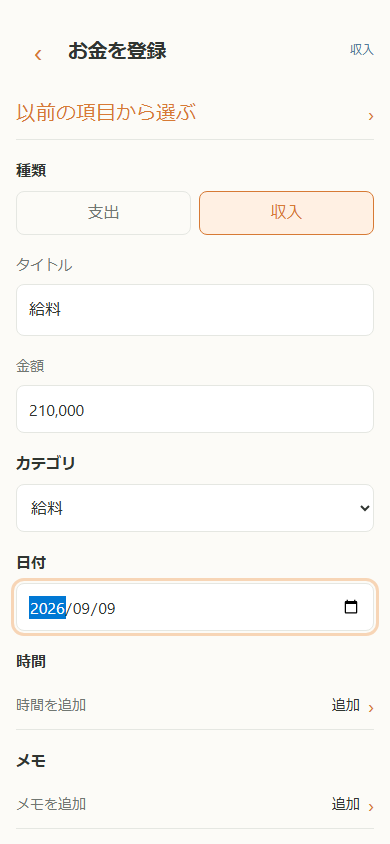 お金を登録 収入
以前の項目から選ぶ
種類
支出 収入
タイトル
給料
金額
210,000
カテゴリ
給料
日付
2026/09/09
時間
時間を追加 追加
メモ
メモを追加 追加